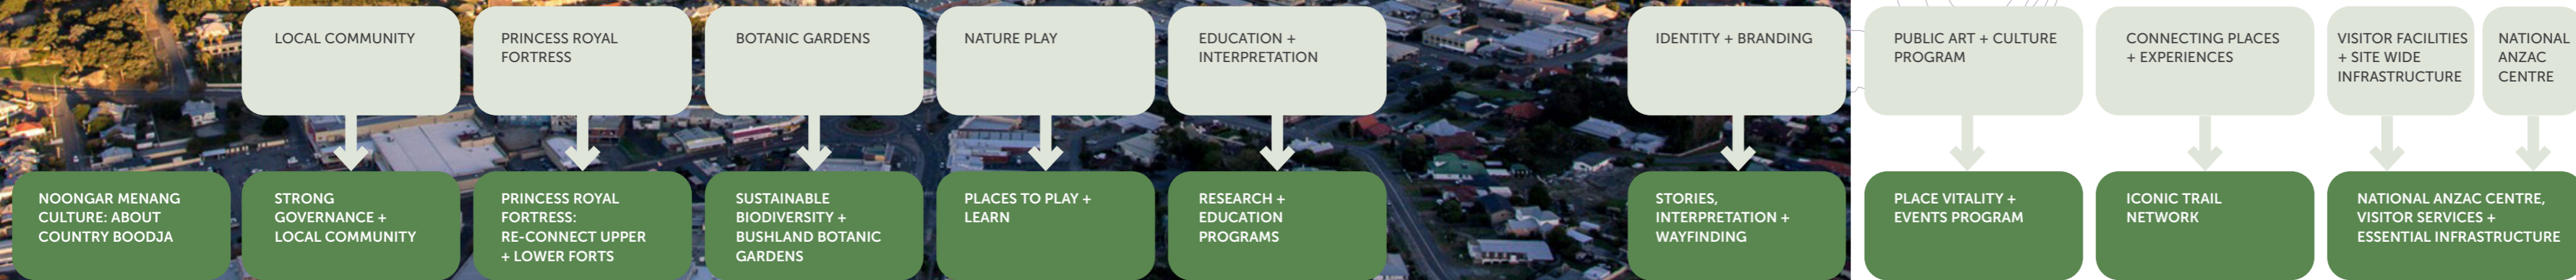 LOCAL COMMUNITY
PRINCESS ROYAL
FORTRESS
BOTANIC GARDENS
NATURE PLAY
EDUCATION +
INTERPRETATION
IDENTITY + BRANDING
PUBLIC ART + CULTURE
PROGRAM
CONNECTING PLACES
+ EXPERIENCES
VISITOR FACILITIES
+ SITE WIDE
INFRASTRUCTURE
NATIONAL
ANZAC
CENTRE
NOONGAR MENANG
CULTURE: ABOUT
COUNTRY BOODJA
STRONG
GOVERNANCE +
LOCAL COMMUNITY
PRINCESS ROYAL
FORTRESS:
RE-CONNECT UPPER
+ LOWER FORTS
SUSTAINABLE
BIODIVERSITY +
BUSHLAND BOTANIC
GARDENS
PLACES TO PLAY +
LEARN
RESEARCH +
EDUCATION
PROGRAMS
STORIES,
INTERPRETATION +
WAYFINDING
PLACE VITALITY +
EVENTS PROGRAM
ICONIC TRAIL
NETWORK
NATIONAL ANZAC CENTRE,
VISITOR SERVICES +
ESSENTIAL INFRASTRUCTURE